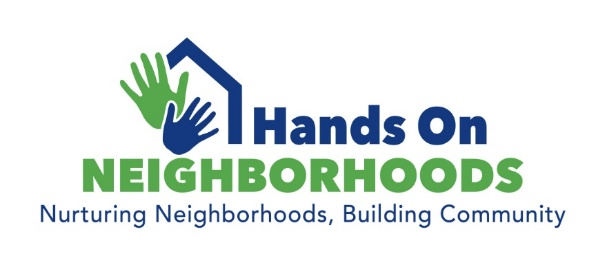 Hands On
NEIGHBORHOODS
Nurturing Neighborhoods, Building Community